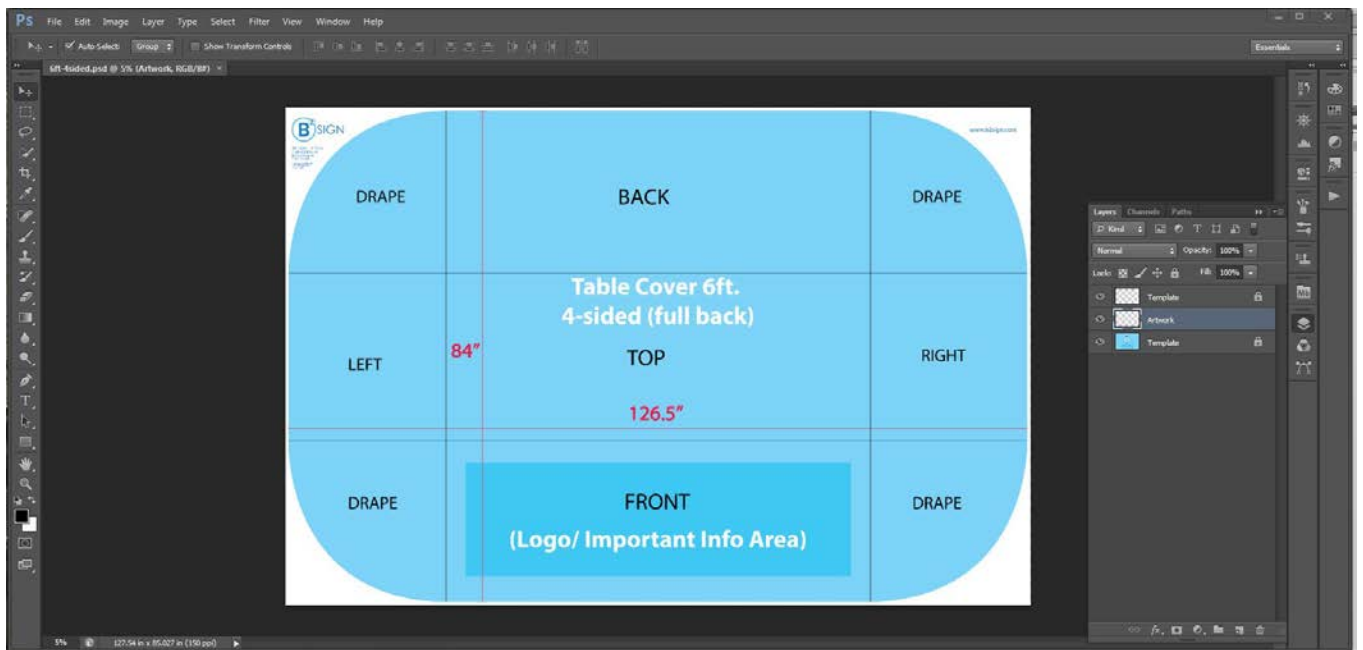 Ps File Edit Image Layer Type Select Filter View Window Help
Auto-Select: Group Show Transform Controls Essentials
6ft-4sided.psd @ 5% (Artwork, RGB/8#) ×
B SIGN
www.b2sign.com
DRAPE BACK DRAPE
Table Cover 6ft.
4-sided (full back)
LEFT 84" TOP RIGHT
126.5"
DRAPE FRONT DRAPE
(Logo/ Important Info Area)
Layers Channels Paths
Kind
Normal Opacity: 100%
Lock: Fill: 100%
Template
Artwork
Template
5% 127.54 in x 85.027 in (150 ppi)